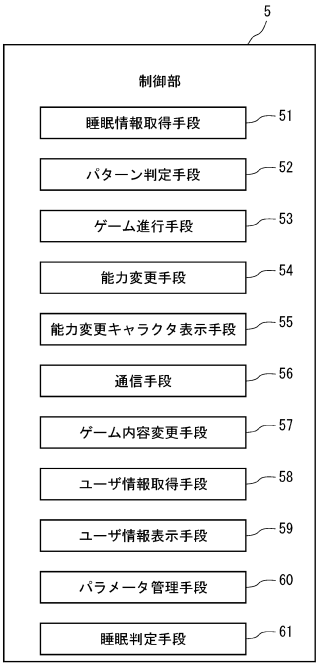 5
制御部
睡眠情報取得手段 51
パターン判定手段 52
ゲーム進行手段 53
能力変更手段 54
能力変更キャラクタ表示手段 55
通信手段 56
ゲーム内容変更手段 57
ユーザ情報取得手段 58
ユーザ情報表示手段 59
パラメータ管理手段 60
睡眠判定手段 61